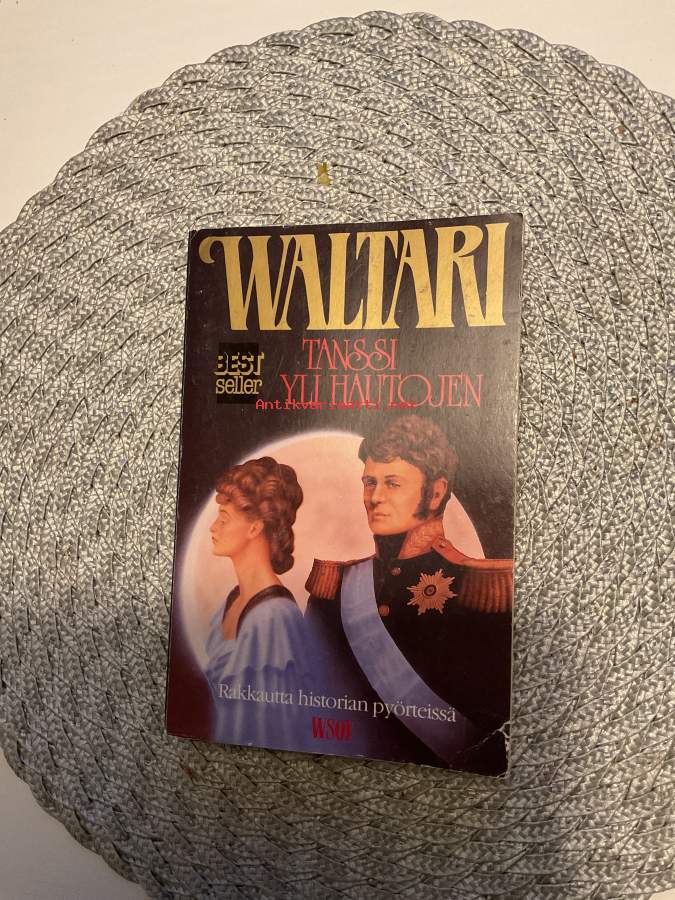 WALTARI
BEST
seller
TANSSI
YLI HAUTOJEN
Antikvariaatti.net
Rakkautta historian pyörteissä
WSOY